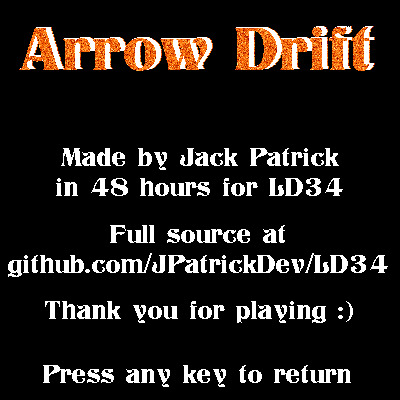 Arrow Drift
Made by Jack Patrick
in 48 hours for LD34
Full source at
github.com/JPatrickDev/LD34
Thank you for playing :)
Press any key to return